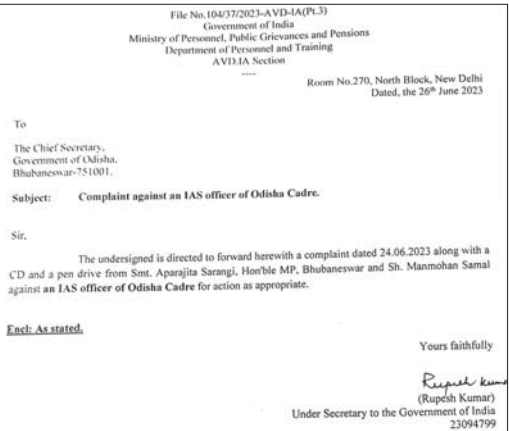 File No.104/37/2023-AVD-IA(Pt.3)
Government of India
Ministry of Personnel, Public Grievances and Pensions
Department of Personnel and Training
AVD.IA Section
----
Room No.270, North Block, New Delhi
Dated, the 26th June 2023
To
The Chief Secretary,
Government of Odisha,
Bhubaneswar-751001.
Subject: Complaint against an IAS officer of Odisha Cadre.
Sir,
The undersigned is directed to forward herewith a complaint dated 24.06.2023 along with a
CD and a pen drive from Smt. Aparajita Sarangi, Hon'ble MP, Bhubaneswar and Sh. Manmohan Samal
against an IAS officer of Odisha Cadre for action as appropriate.
Encl: As stated.
Yours faithfully
Rupesh Kum
(Rupesh Kumar)
Under Secretary to the Government of India
23094799